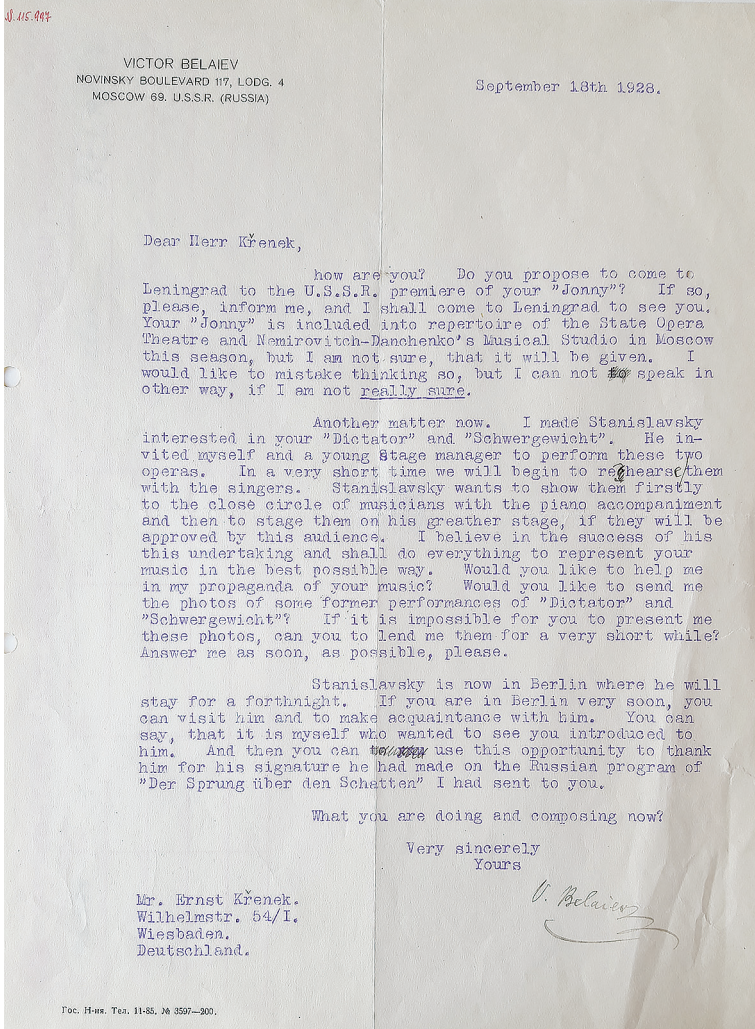 VICTOR BELAIEV
NOVINSKY BOULEVARD 117, LODG. 4
MOSCOW 69. U.S.S.R. (RUSSIA)
September 18th 1928.
Dear Herr Křenek,
how are you? Do you propose to come to
Leningrad to the U.S.S.R. premiere of your "Jonny"? If so,
please, inform me, and I shall come to Leningrad to see you.
Your "Jonny" is included into repertoire of the State Opera
Theatre and Nemirovitch-Danchenko's Musical Studio in Moscow
this season, but I am not sure, that it will be given. I
would like to mistake thinking so, but I can not speak in
other way, if I am not really sure.
Another matter now. I made Stanislavsky
interested in your "Dictator" and "Schwergewicht". He in-
vited myself and a young stage manager to perform these two
operas. In a very short time we will begin to rehearse them
with the singers. Stanislavsky wants to show them firstly
to the close circle of musicians with the piano accompaniment
and then to stage them on his greather stage, if they will be
approved by this audience. I believe in the success of his
this undertaking and shall do everything to represent your
music in the best possible way. Would you like to help me
in my propaganda of your music? Would you like to send me
the photos of some former performances of "Dictator" and
"Schwergewicht"? If it is impossible for you to present me
these photos, can you to lend me them for a very short while?
Answer me as soon, as possible, please.
Stanislavsky is now in Berlin where he will
stay for a forthnight. If you are in Berlin very soon, you
can visit him and to make acquaintance with him. You can
say, that it is myself who wanted to see you introduced to
him. And then you can use this opportunity to thank
him for his signature he had made on the Russian program of
"Der Sprung über den Schatten" I had sent to you.
What you are doing and composing now?
Very sincerely
Yours
V. Belaiev
Mr. Ernst Křenek.
Wilhelmstr. 54/I.
Wiesbaden.
Deutschland.
Гос. Н-ия. Тел. 11-85. № 3597—200.